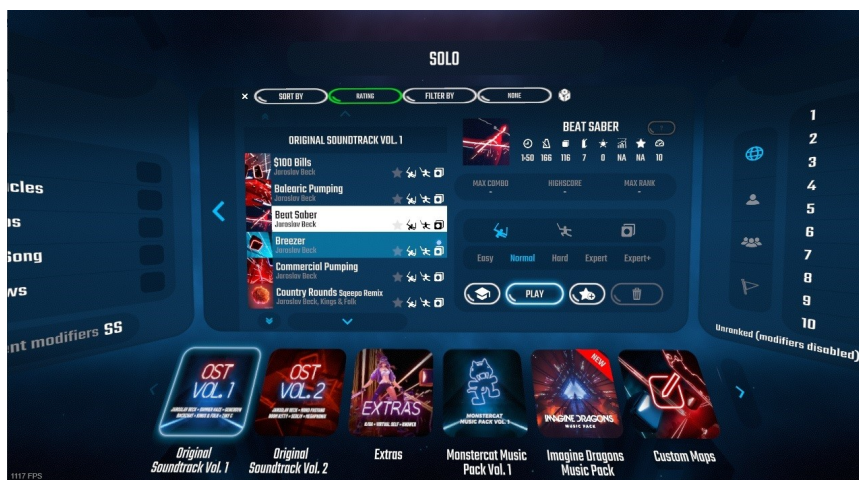 SOLO
× SORT BY RATING FILTER BY NONE
ORIGINAL SOUNDTRACK VOL. 1
$100 Bills
Jaroslav Beck
Balearic Pumping
Jaroslav Beck
Beat Saber
Jaroslav Beck
Breezer
Jaroslav Beck
Commercial Pumping
Jaroslav Beck
Country Rounds Sqeepo Remix
Jaroslav Beck, Kings & Folk
BEAT SABER
1:50 166 116 7 0 NA NA 10
MAX COMBO HIGHSCORE MAX RANK
- - -
Easy Normal Hard Expert Expert+
PLAY
cles
os
Song
ws
nt modifiers SS
1
2
3
4
5
6
7
8
9
10
Unranked (modifiers disabled)
OST
VOL. 1
OST
VOL. 2
EXTRAS
MONSTERCAT
MUSIC PACK VOL. 1
NEW
IMAGINE DRAGONS
MUSIC PACK
Original
Soundtrack Vol. 1
Original
Soundtrack Vol. 2
Extras
Monstercat Music
Pack Vol. 1
Imagine Dragons
Music Pack
Custom Maps
1117 FPS